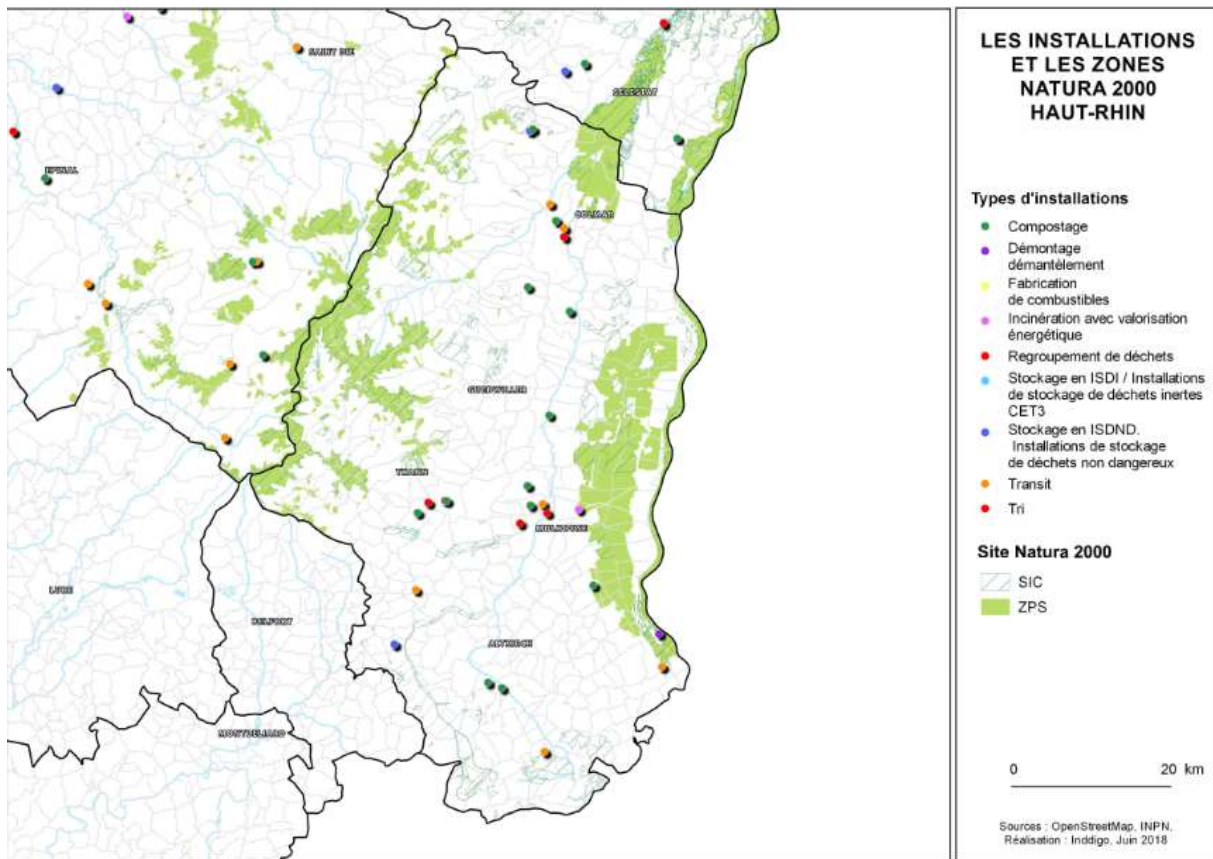 LES INSTALLATIONS
ET LES ZONES
NATURA 2000
HAUT-RHIN
Types d'installations
Compostage
Démontage
démantèlement
Fabrication
de combustibles
Incinération avec valorisation
énergétique
Regroupement de déchets
Stockage en ISDI / Installations
de stockage de déchets inertes
CET3
Stockage en ISDND.
Installations de stockage
de déchets non dangereux
Transit
Tri
Site Natura 2000
SIC
ZPS
0 20 km
Sources : OpenStreetMap, INPN,
Réalisation : Inddigo, Juin 2018
SAINT DIE
SELESTAT
EPINAL
COLMAR
GUEBWILLER
THANN
MULHOUSE
LURE
BELFORT
ALTKIRCH
MONTBELIARD